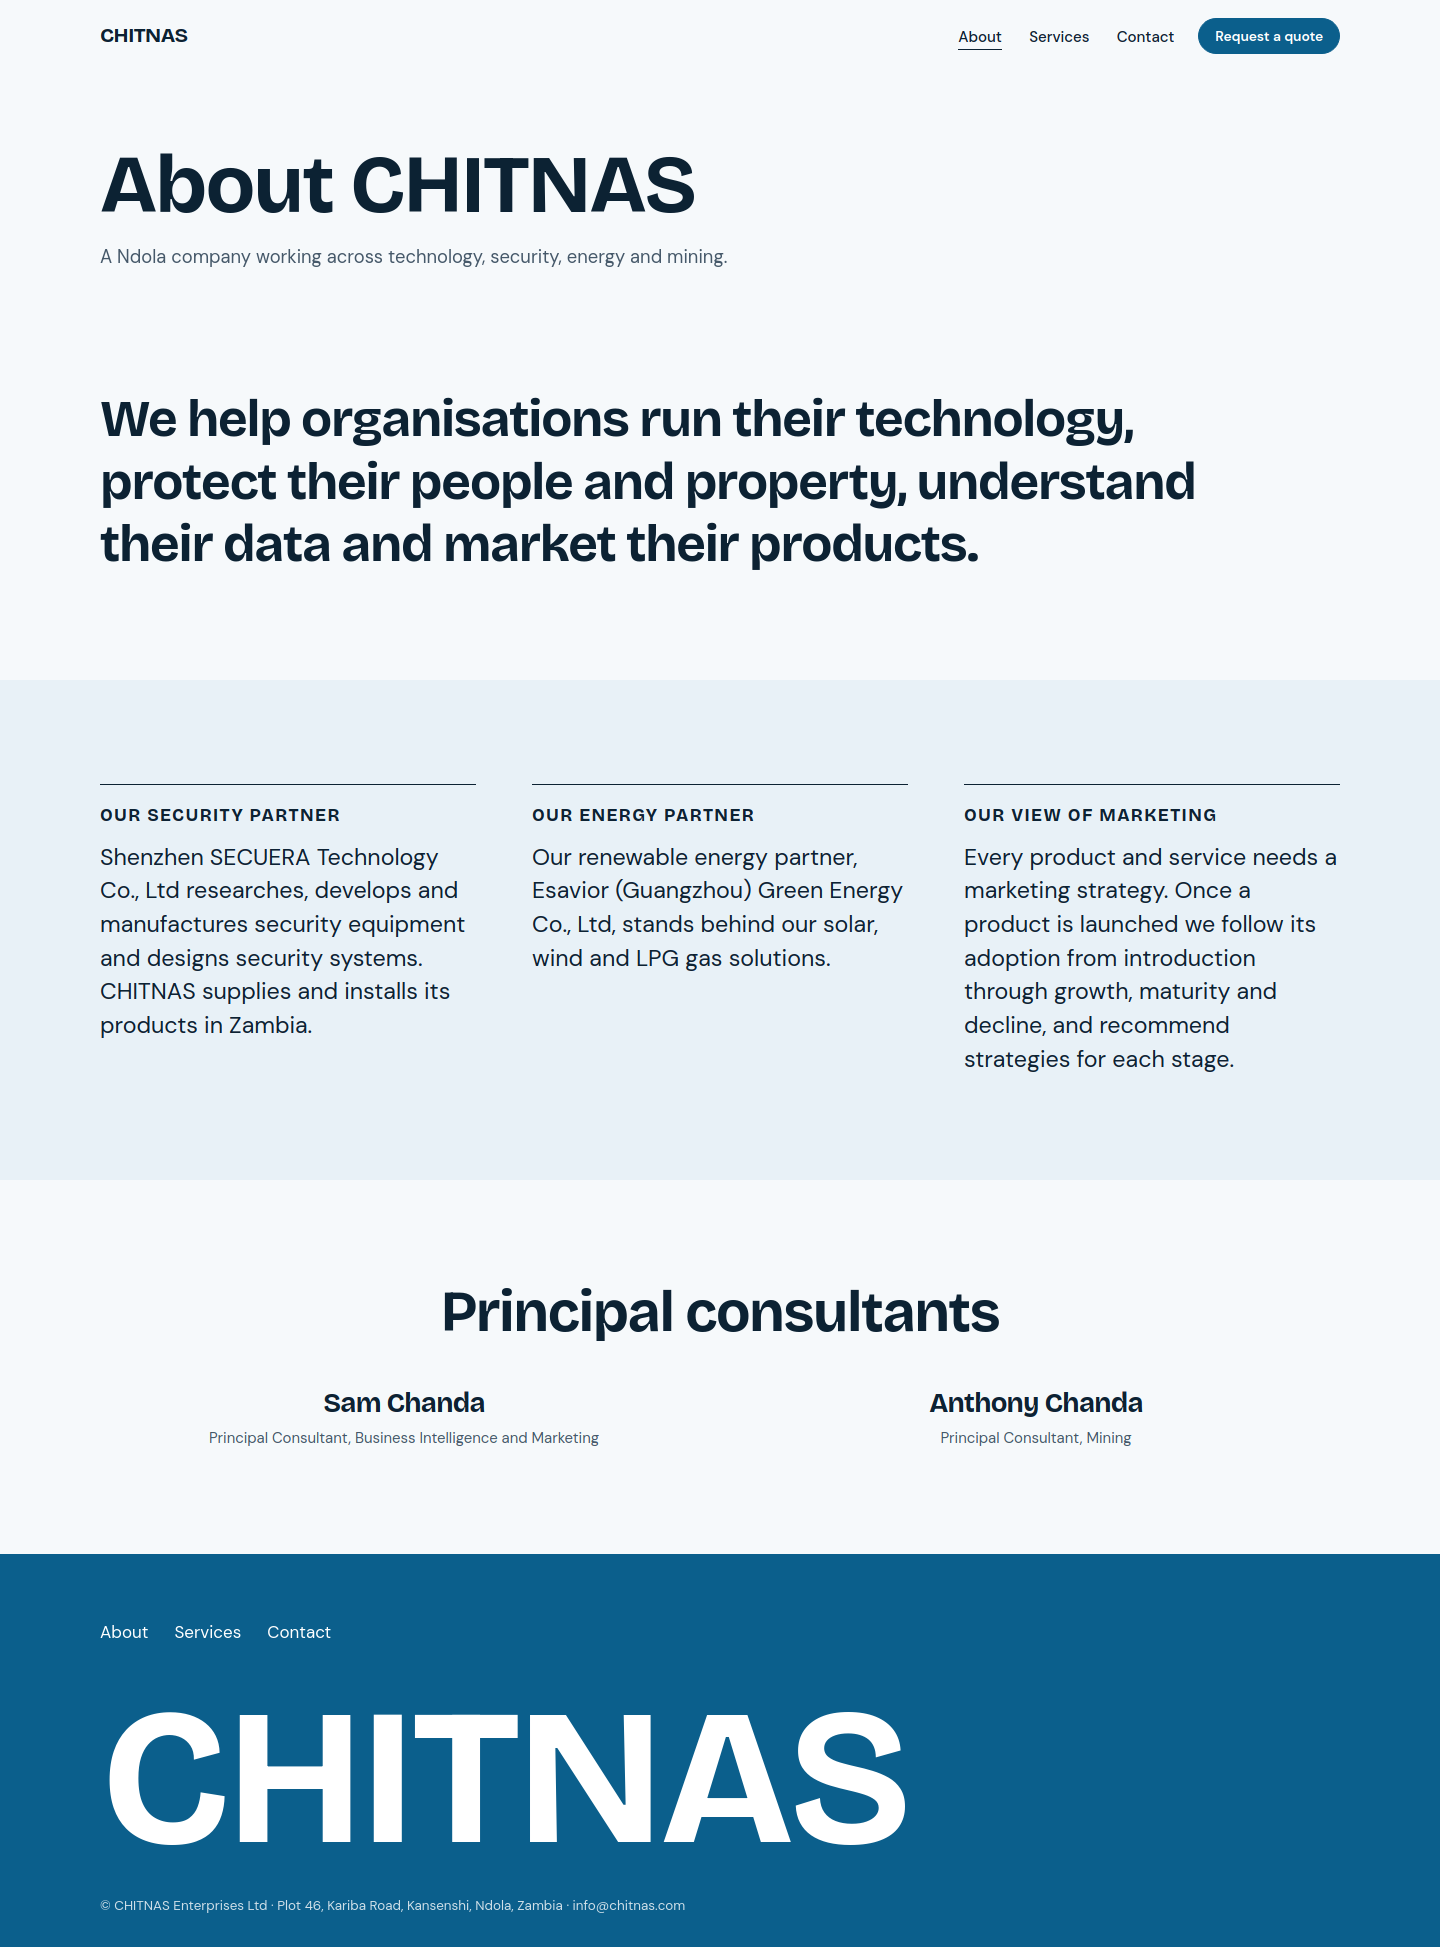 CHITNAS
About
Services
Contact
Request a quote
About CHITNAS
A Ndola company working across technology, security, energy and mining.
We help organisations run their technology,
protect their people and property, understand
their data and market their products.
OUR SECURITY PARTNER
Shenzhen SECUERA Technology
Co., Ltd researches, develops and
manufactures security equipment
and designs security systems.
CHITNAS supplies and installs its
products in Zambia.
OUR ENERGY PARTNER
Our renewable energy partner,
Esavior (Guangzhou) Green Energy
Co., Ltd, stands behind our solar,
wind and LPG gas solutions.
OUR VIEW OF MARKETING
Every product and service needs a
marketing strategy. Once a
product is launched we follow its
adoption from introduction
through growth, maturity and
decline, and recommend
strategies for each stage.
Principal consultants
Sam Chanda
Principal Consultant, Business Intelligence and Marketing
Anthony Chanda
Principal Consultant, Mining
About
Services
Contact
CHITNAS
© CHITNAS Enterprises Ltd · Plot 46, Kariba Road, Kansenshi, Ndola, Zambia · info@chitnas.com